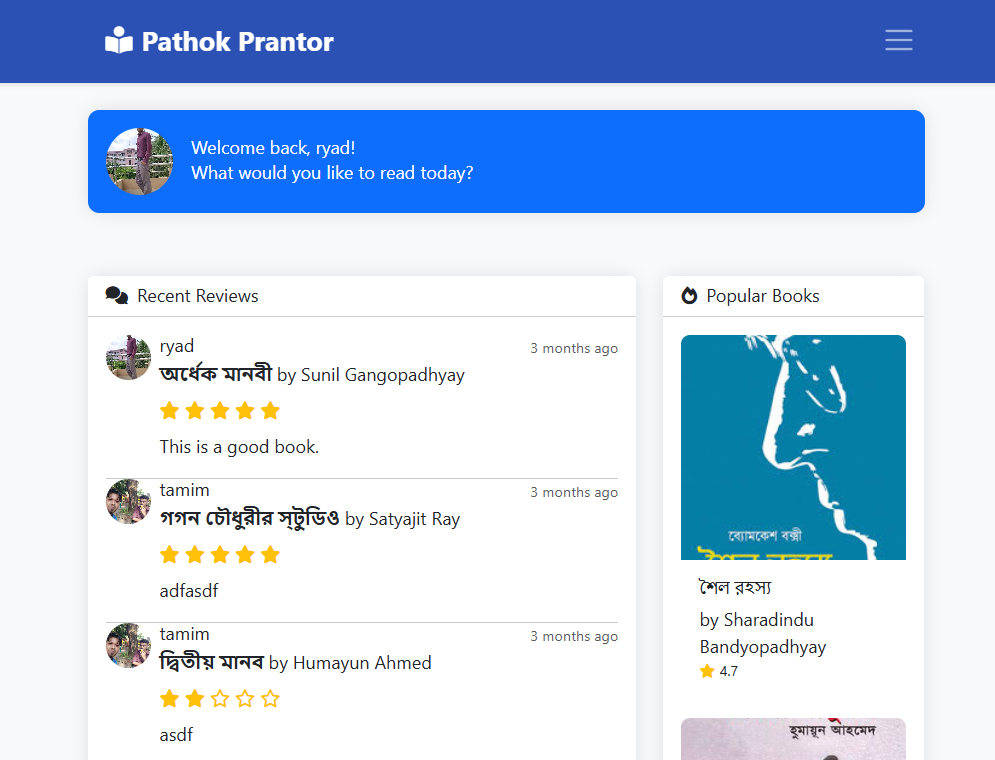 Pathok Prantor
Welcome back, ryad!
What would you like to read today?
Recent Reviews
ryad
3 months ago
অর্ধেক মানবী by Sunil Gangopadhyay
This is a good book.
tamim
3 months ago
গগন চৌধুরীর স্টুডিও by Satyajit Ray
adfasdf
tamim
3 months ago
দ্বিতীয় মানব by Humayun Ahmed
asdf
Popular Books
ব্যোমকেশ বক্সী
শৈল রহস্য
by Sharadindu
Bandyopadhyay
4.7
হুমায়ূন আহমেদ